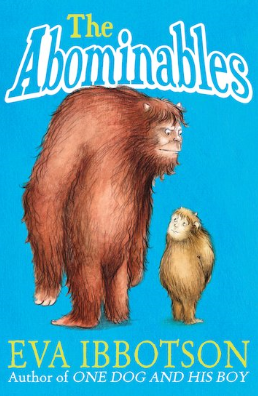 The
Abominables
EVA IBBOTSON
Author of ONE DOG AND HIS BOY